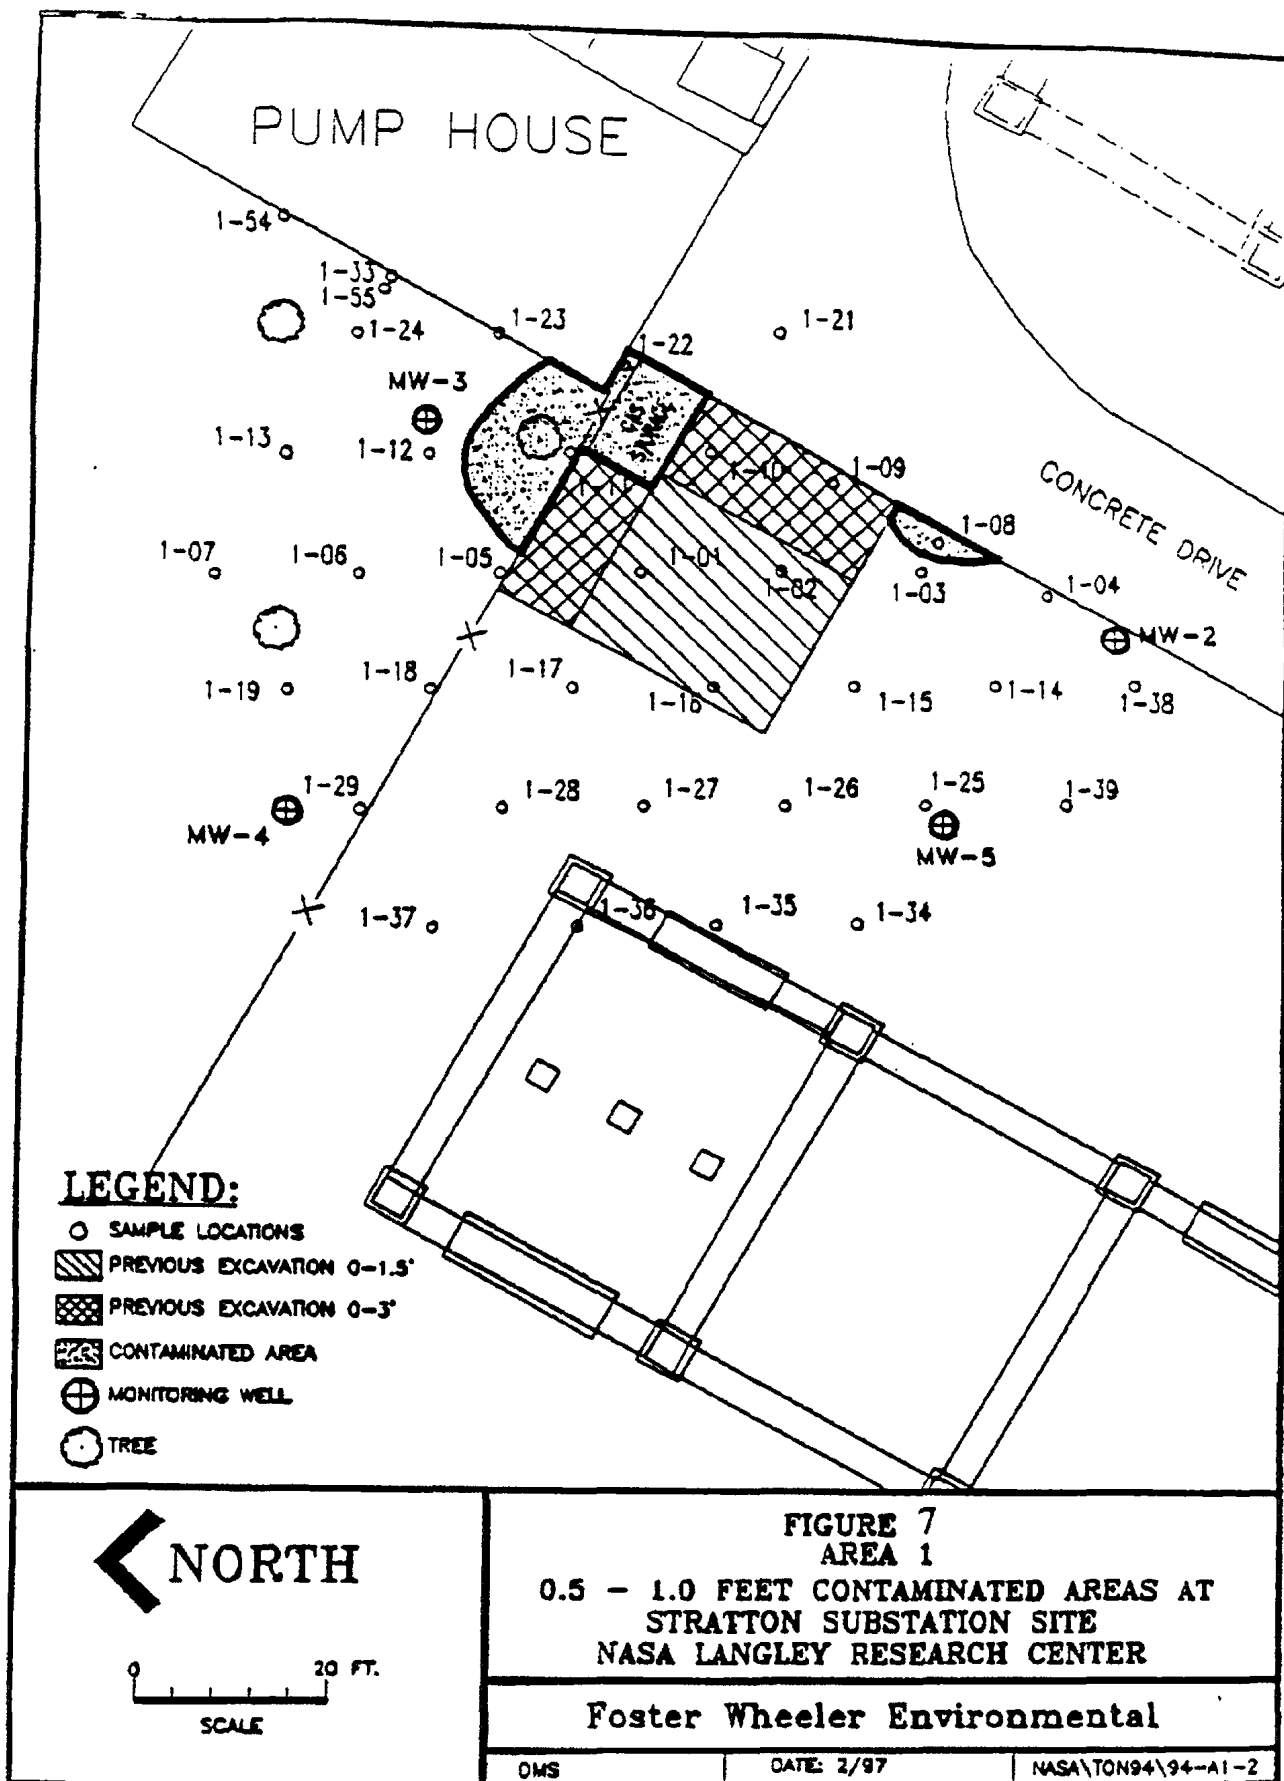 PUMP HOUSE
1-54
1-33
1-55
1-24
1-23
1-21
1-22
MW-3
1-13
1-12
GAS
1-11
1-10
1-09
CONCRETE DRIVE
1-08
1-07
1-06
1-05
1-01
1-02
1-03
1-04
MW-2
1-19
1-18
1-17
1-16
1-15
1-14
1-38
1-29
1-28
1-27
1-26
1-25
1-39
MW-4
MW-5
1-37
1-36
1-35
1-34
LEGEND:
SAMPLE LOCATIONS
PREVIOUS EXCAVATION 0-1.5'
PREVIOUS EXCAVATION 0-3'
CONTAMINATED AREA
MONITORING WELL
TREE
NORTH
0 20 FT.
SCALE
FIGURE 7
AREA 1
0.5 - 1.0 FEET CONTAMINATED AREAS AT
STRATTON SUBSTATION SITE
NASA LANGLEY RESEARCH CENTER
Foster Wheeler Environmental
DMS
DATE: 2/97
NASA\TON94\94-A1-2